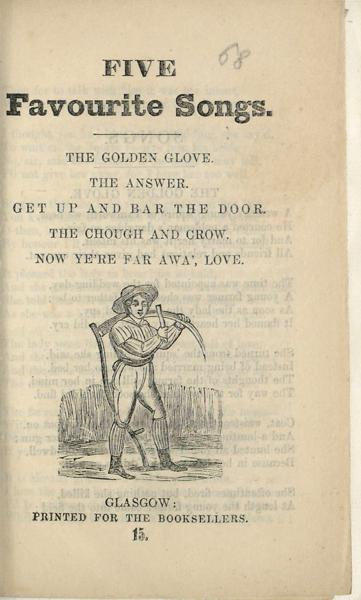 68
FIVE
Favourite Songs.
THE GOLDEN GLOVE.
THE ANSWER.
GET UP AND BAR THE DOOR.
THE CHOUGH AND CROW.
NOW YE'RE FAR AWA', LOVE.
GLASGOW:
PRINTED FOR THE BOOKSELLERS.
15.